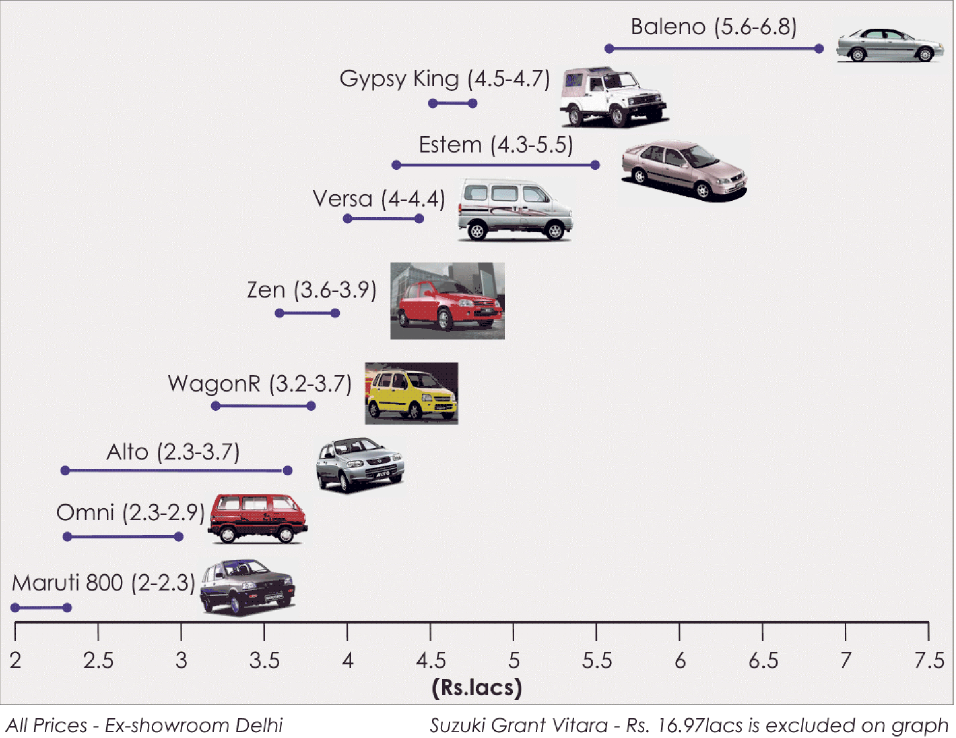 Baleno (5.6-6.8)
Gypsy King (4.5-4.7)
Estem (4.3-5.5)
Versa (4-4.4)
Zen (3.6-3.9)
WagonR (3.2-3.7)
Alto (2.3-3.7)
Omni (2.3-2.9)
Maruti 800 (2-2.3)
2 2.5 3 3.5 4 4.5 5 5.5 6 6.5 7 7.5
(Rs.lacs)
All Prices - Ex-showroom Delhi
Suzuki Grant Vitara - Rs. 16.97lacs is excluded on graph